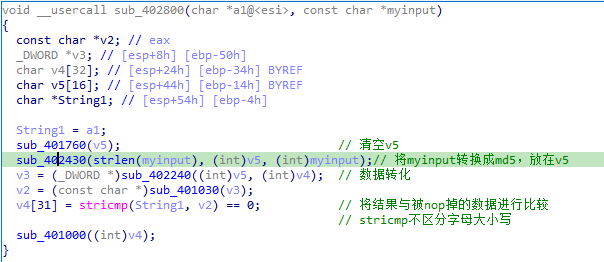 void __usercall sub_402800(char *a1@<esi>, const char *myinput)
{
const char *v2; // eax
_DWORD *v3; // [esp+8h] [ebp-50h]
char v4[32]; // [esp+24h] [ebp-34h] BYREF
char v5[16]; // [esp+44h] [ebp-14h] BYREF
char *String1; // [esp+54h] [ebp-4h]
String1 = a1;
sub_401760(v5); // 清空v5
sub_402430(strlen(myinput), (int)v5, (int)myinput);// 将myinput转换成md5，放在v5
v3 = (_DWORD *)sub_402240((int)v5, (int)v4); // 数据转化
v2 = (const char *)sub_401030(v3);
v4[31] = stricmp(String1, v2) == 0; // 将结果与被nop掉的数据进行比较
// stricmp不区分字母大小写
sub_401000((int)v4);
}